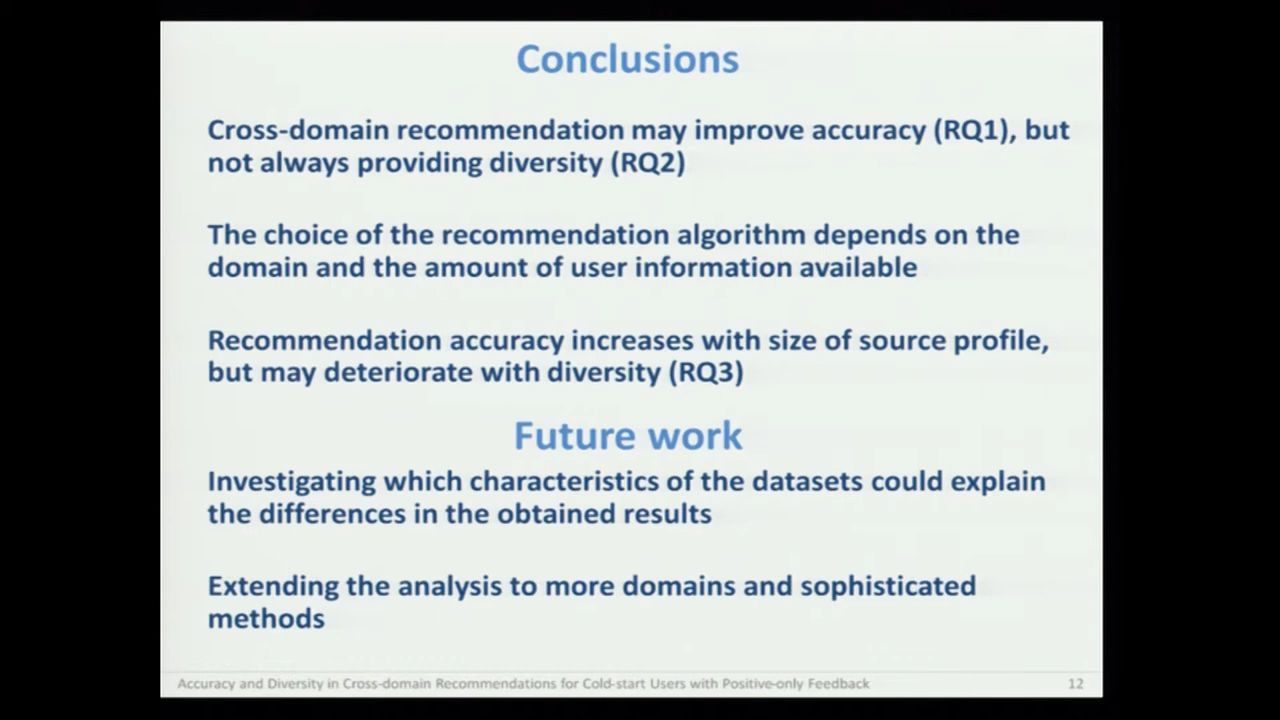 Conclusions
Cross-domain recommendation may improve accuracy (RQ1), but
not always providing diversity (RQ2)
The choice of the recommendation algorithm depends on the
domain and the amount of user information available
Recommendation accuracy increases with size of source profile,
but may deteriorate with diversity (RQ3)
Future work
Investigating which characteristics of the datasets could explain
the differences in the obtained results
Extending the analysis to more domains and sophisticated
methods
Accuracy and Diversity in Cross-domain Recommendations for Cold-start Users with Positive-only Feedback
12